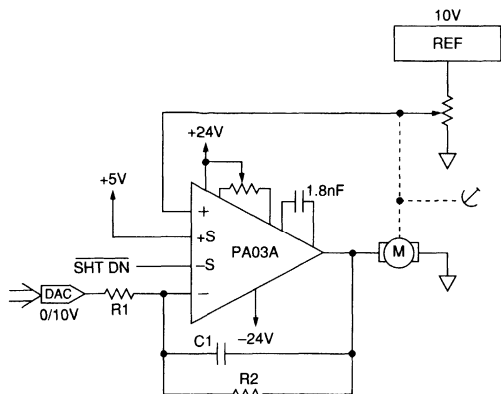 10V
REF
+24V
+5V
1.8nF
+
+S
PA03A
M
SHT DN
−S
DAC
−
0/10V
R1
−24V
C1
R2